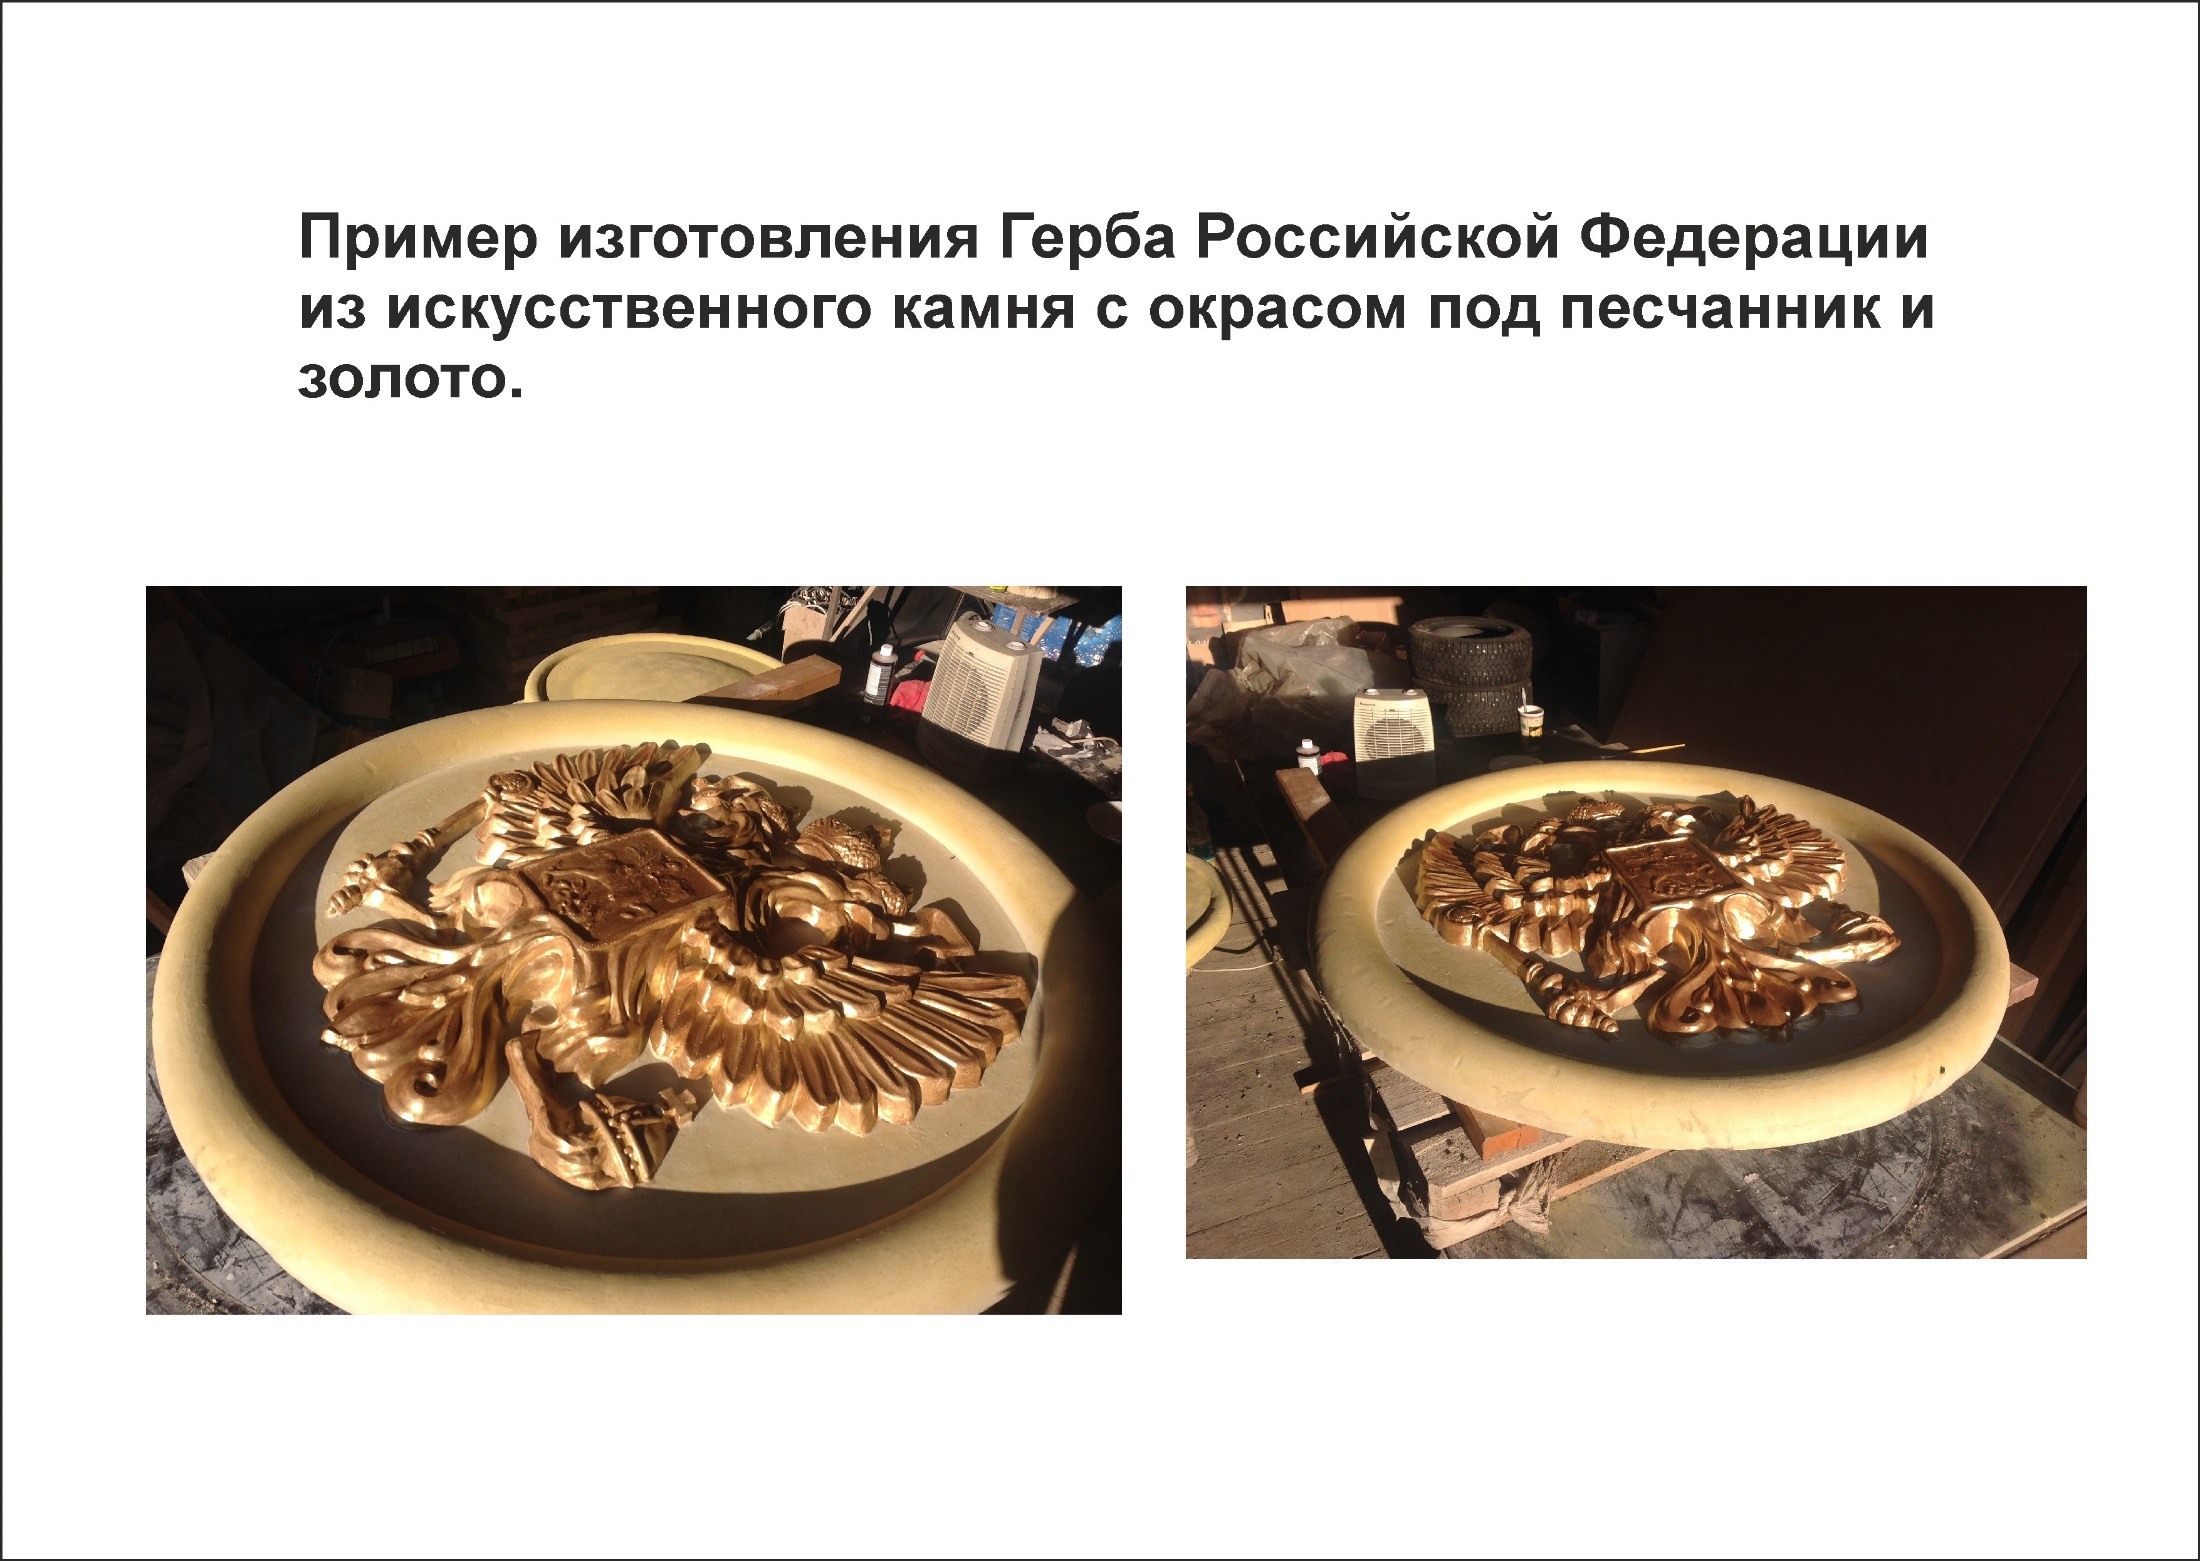 Пример изготовления Герба Российской Федерации
из искусственного камня с окрасом под песчанник и
золото.